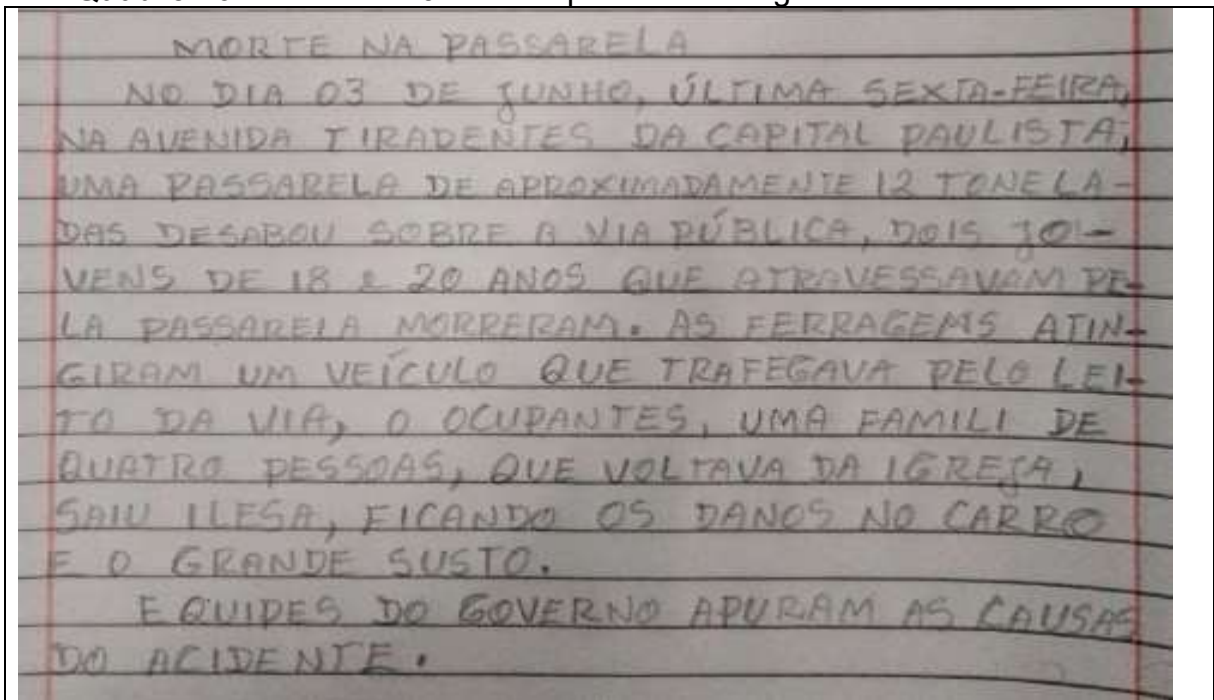 MORTE NA PASSARELA
NO DIA 03 DE JUNHO, ÚLTIMA SEXTA-FEIRA,
NA AVENIDA TIRADENTES DA CAPITAL PAULISTA,
UMA PASSARELA DE APROXIMADAMENTE 12 TONELA-
DAS DESABOU SOBRE A VIA PÚBLICA, DOIS JO-
VENS DE 18 e 20 ANOS QUE ATRAVESSAVAM PE-
LA PASSARELA MORRERAM. AS FERRAGEMS ATIN-
GIRAM UM VEÍCULO QUE TRAFEGAVA PELO LEI-
TO DA VIA, O OCUPANTES, UMA FAMILI DE
QUATRO PESSOAS, QUE VOLTAVA DA IGREJA,
SAIU ILESA, FICANDO OS DANOS NO CARRO
E O GRANDE SUSTO.
EQUIPES DO GOVERNO APURAM AS CAUSAS
DO ACIDENTE.